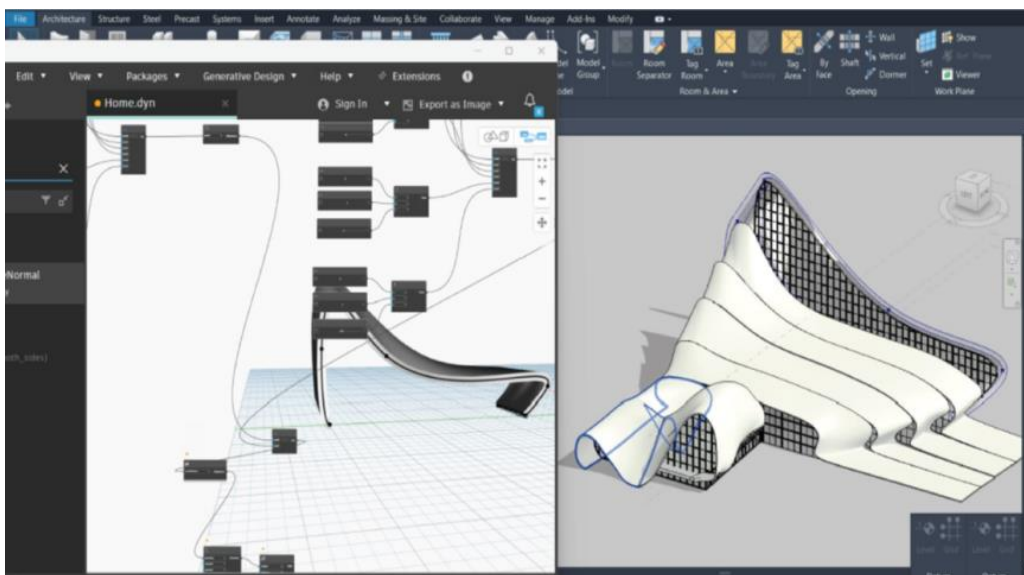 File Architecture Structure Steel Precast Systems Insert Annotate Analyze Massing & Site Collaborate View Manage Add-Ins Modify
Edit View Packages Generative Design Help Extensions
Home.dyn
Sign In Export as Image
Model
Group
Room
Separator
Tag
Room
Area
Tag
Area
Room & Area
By
Face
Shaft
Wall
Vertical
Dormer
Opening
Set
Show
Viewer
Work Plane